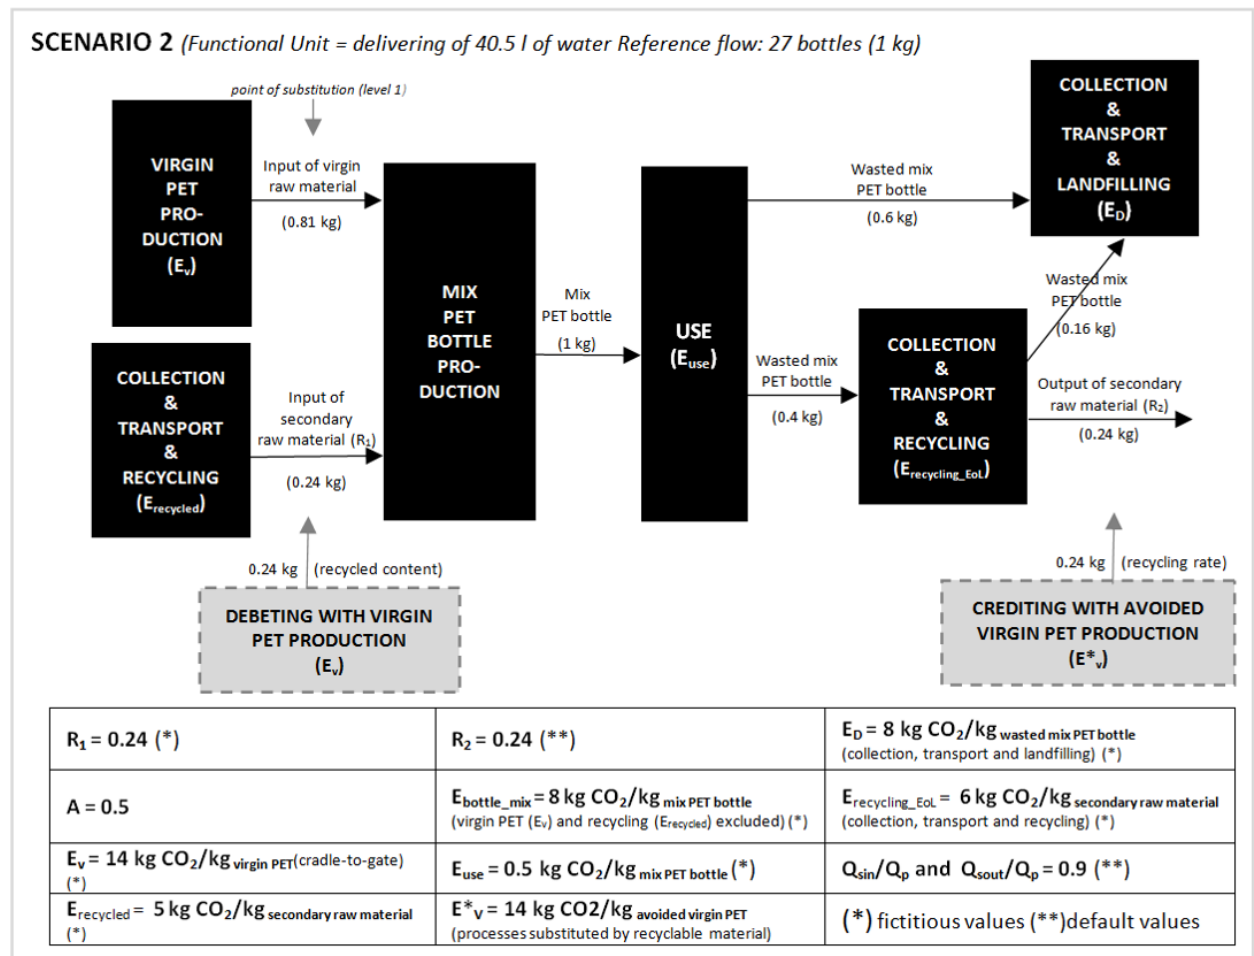 SCENARIO 2 (Functional Unit = delivering of 40.5 l of water Reference flow: 27 bottles (1 kg)
point of substitution (level 1)
VIRGIN
PET
PRO-
DUCTION
(Ev)
Input of virgin
raw material
(0.81 kg)
COLLECTION
&
TRANSPORT
&
RECYCLING
(Erecycled)
Input of
secondary
raw material (R1)
(0.24 kg)
MIX
PET
BOTTLE
PRO-
DUCTION
Mix
PET bottle
(1 kg)
USE
(Euse)
Wasted mix
PET bottle
(0.6 kg)
Wasted mix
PET bottle
(0.4 kg)
COLLECTION
&
TRANSPORT
&
LANDFILLING
(ED)
COLLECTION
&
TRANSPORT
&
RECYCLING
(Erecycling_EoL)
Wasted mix
PET bottle
(0.16 kg)
Output of secondary
raw material (R2)
(0.24 kg)
0.24 kg (recycled content)
DEBETING WITH VIRGIN
PET PRODUCTION
(Ev)
0.24 kg (recycling rate)
CREDITING WITH AVOIDED
VIRGIN PET PRODUCTION
(E*v)
R1 = 0.24 (*)
R2 = 0.24 (**)
ED = 8 kg CO2/kg wasted mix PET bottle
(collection, transport and landfilling) (*)
A = 0.5
Ebottle_mix = 8 kg CO2/kg mix PET bottle
(virgin PET (Ev) and recycling (Erecycled) excluded) (*)
Erecycling_EoL = 6 kg CO2/kg secondary raw material
(collection, transport and recycling) (*)
Ev = 14 kg CO2/kg virgin PET (cradle-to-gate)
(*)
Euse = 0.5 kg CO2/kg mix PET bottle (*)
Qsin/Qp and Qsout/Qp = 0.9 (**)
Erecycled = 5 kg CO2/kg secondary raw material
(*)
E*V = 14 kg CO2/kg avoided virgin PET
(processes substituted by recyclable material)
(*) fictitious values (**)default values